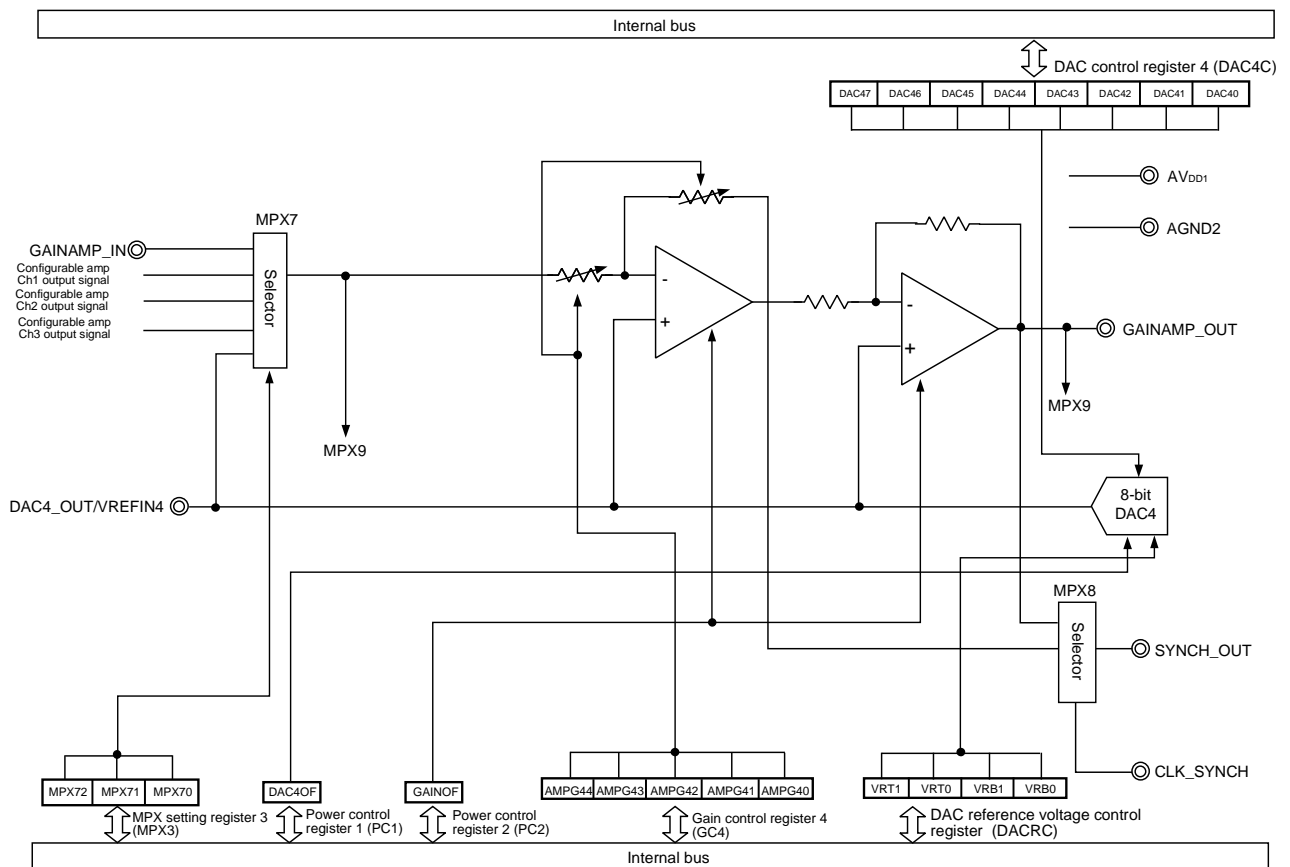 Internal bus
DAC control register 4 (DAC4C)
DAC47 DAC46 DAC45 DAC44 DAC43 DAC42 DAC41 DAC40
AVDD1
AGND2
MPX7
Selector
GAINAMP_IN
Configurable amp
Ch1 output signal
Configurable amp
Ch2 output signal
Configurable amp
Ch3 output signal
-
+
-
+
GAINAMP_OUT
MPX9
MPX9
DAC4_OUT/VREFIN4
8-bit
DAC4
MPX8
Selector
SYNCH_OUT
CLK_SYNCH
MPX72 MPX71 MPX70
DAC4OF
GAINOF
AMPG44 AMPG43 AMPG42 AMPG41 AMPG40
VRT1 VRT0 VRB1 VRB0
MPX setting register 3
(MPX3)
Power control
register 1 (PC1)
Power control
register 2 (PC2)
Gain control register 4
(GC4)
DAC reference voltage control
register (DACRC)
Internal bus